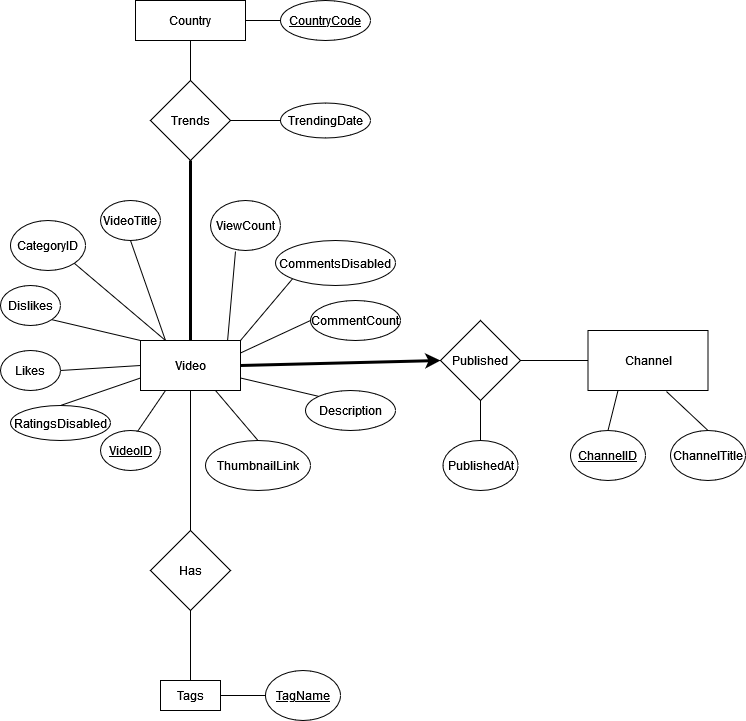 Country
CountryCode
Trends
TrendingDate
VideoTitle
ViewCount
CategoryID
CommentsDisabled
Dislikes
CommentCount
Video
Published
Channel
Likes
Description
RatingsDisabled
VideoID
ThumbnailLink
PublishedAt
ChannelID
ChannelTitle
Has
Tags
TagName